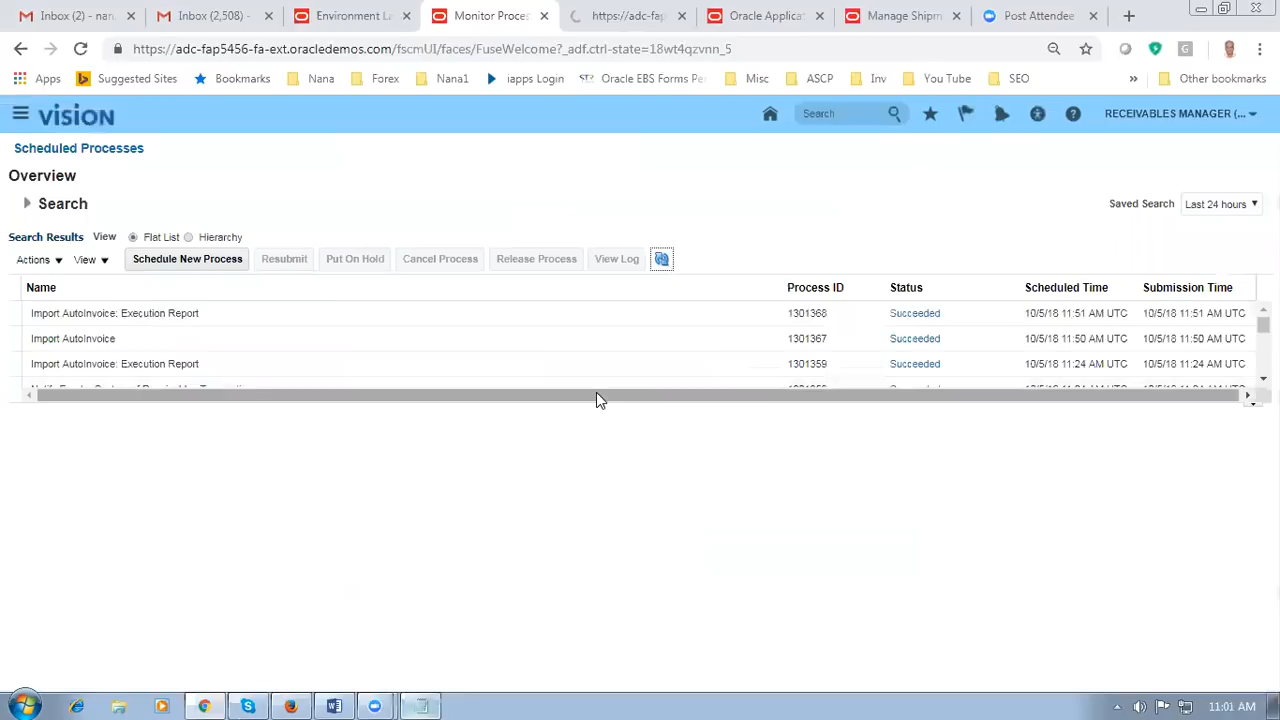 Inbox (2) - nan
Inbox (2,508) -
Environment La
Monitor Proces
https://adc-fap
Oracle Applicat
Manage Shipm
Post Attendee
https://adc-fap5456-fa-ext.oracledemos.com/fscmUI/faces/FuseWelcome?_adf.ctrl-state=18wt4qzvnn_5
Apps
Suggested Sites
Bookmarks
Nana
Forex
Nana1
iapps Login
Oracle EBS Forms Pe
Misc
ASCP
Inv
You Tube
SEO
»
Other bookmarks
VISION
Search
RECEIVABLES MANAGER (...
Scheduled Processes
Overview
Search
Saved Search Last 24 hours
Search Results View Flat List Hierarchy
Actions View Schedule New Process Resubmit Put On Hold Cancel Process Release Process View Log
Name Process ID Status Scheduled Time Submission Time
Import AutoInvoice: Execution Report 1301368 Succeeded 10/5/18 11:51 AM UTC 10/5/18 11:51 AM UTC
Import AutoInvoice 1301367 Succeeded 10/5/18 11:50 AM UTC 10/5/18 11:50 AM UTC
Import AutoInvoice: Execution Report 1301359 Succeeded 10/5/18 11:24 AM UTC 10/5/18 11:24 AM UTC
11:01 AM